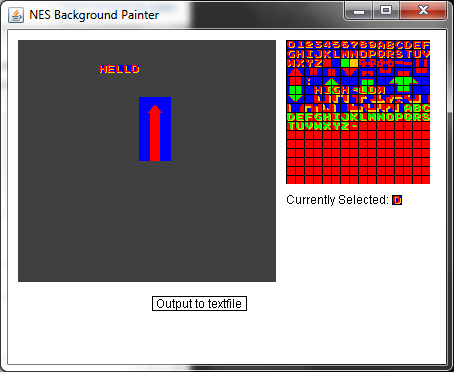 NES Background Painter
HELLO
0123456789ABCDEF
GHIJKLMNOPQRSTUV
WXYZ
HIGH-LOW
ABC
DEFGHIJKLMNOPQRS
TUVWXYZ-
Currently Selected: O
Output to textfile